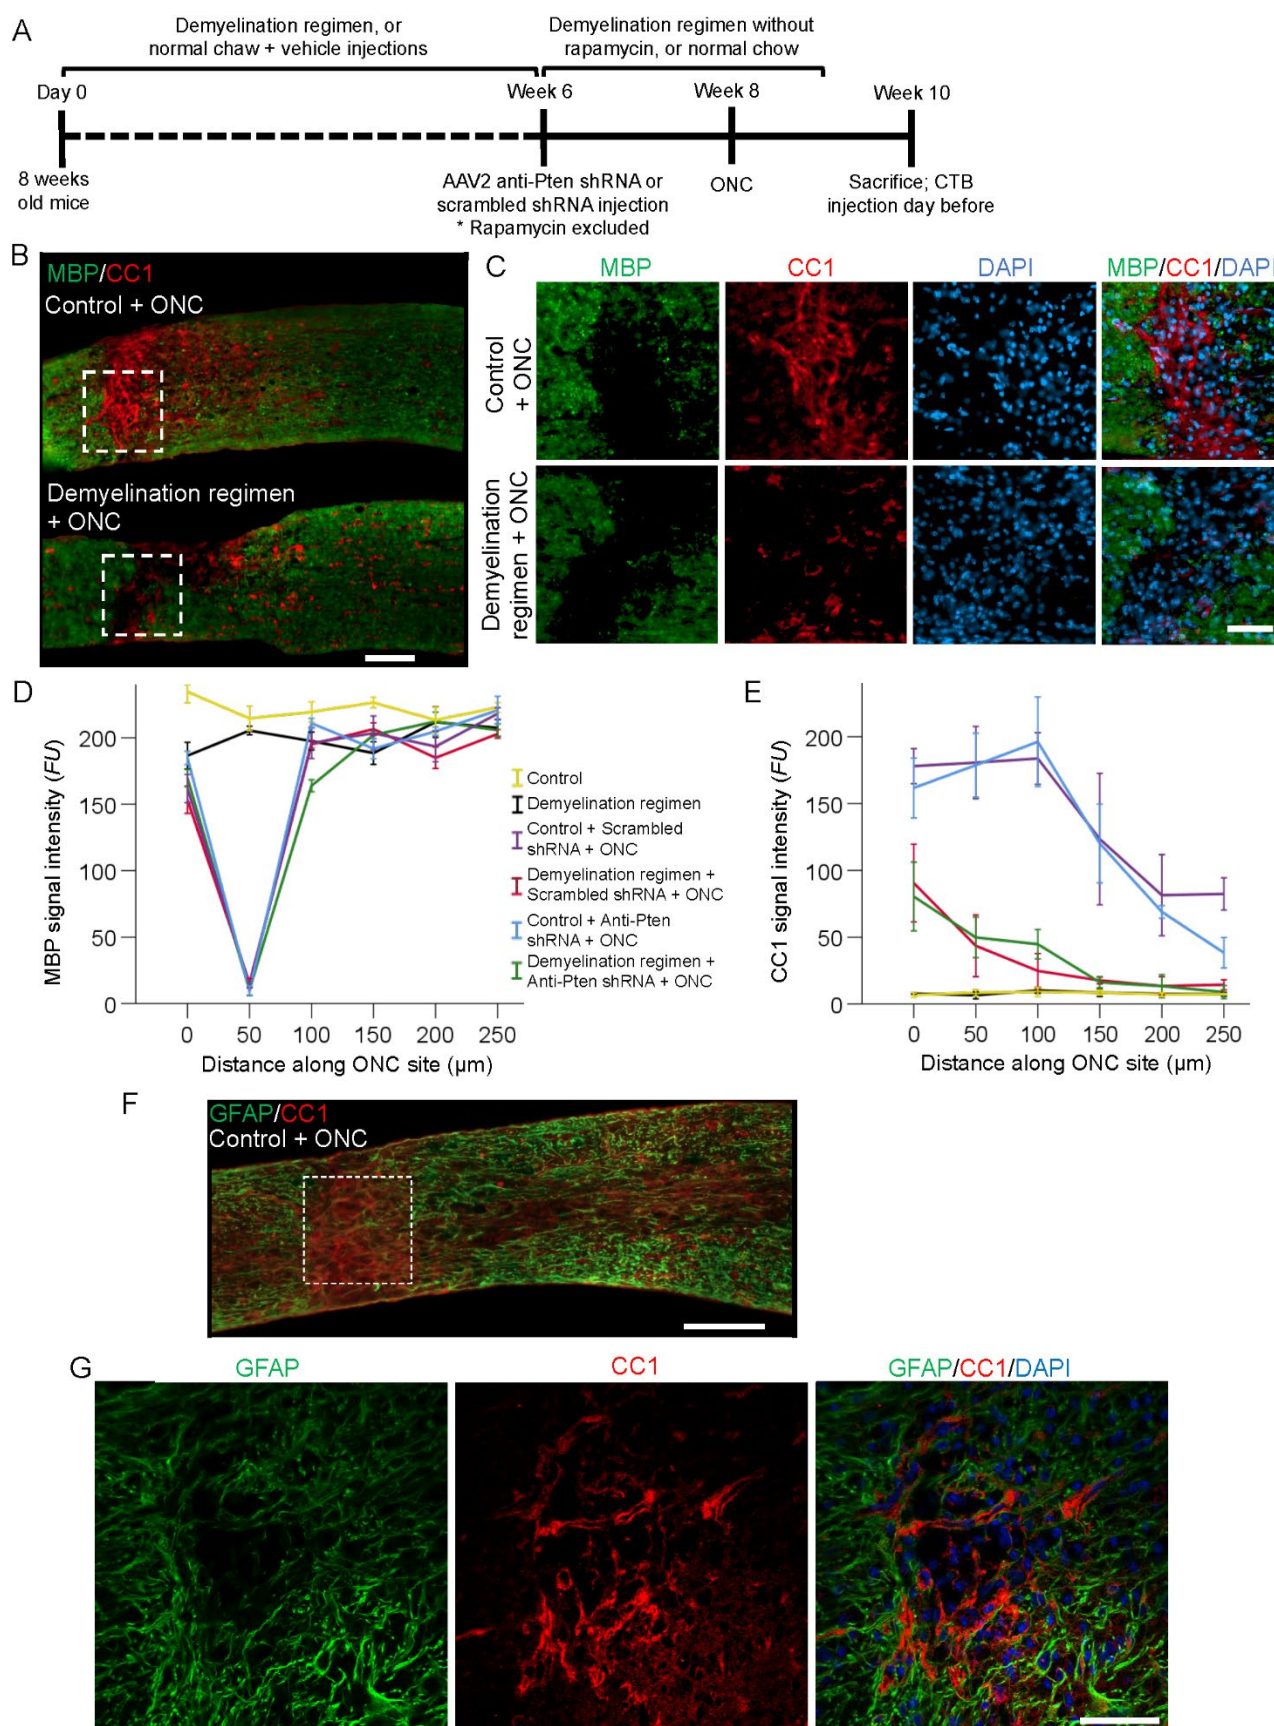 A
Demyelination regimen, or
normal chaw + vehicle injections
Demyelination regimen without
rapamycin, or normal chow
Day 0
Week 6
Week 8
Week 10
8 weeks
old mice
AAV2 anti-Pten shRNA or
scrambled shRNA injection
* Rapamycin excluded
ONC
Sacrifice; CTB
injection day before
B
MBP/CC1
Control + ONC
Demyelination regimen
+ ONC
C
MBP
CC1
DAPI
MBP/CC1/DAPI
Control
+ ONC
Demyelination
regimen + ONC
D
MBP signal intensity (FU)
200
150
100
50
0
0 50 100 150 200 250
Distance along ONC site (µm)
Control
Demyelination regimen
Control + Scrambled
shRNA + ONC
Demyelination regimen +
Scrambled shRNA + ONC
Control + Anti-Pten
shRNA + ONC
Demyelination regimen +
Anti-Pten shRNA + ONC
E
CC1 signal intensity (FU)
200
150
100
50
0
0 50 100 150 200 250
Distance along ONC site (µm)
F
GFAP/CC1
Control + ONC
G
GFAP
CC1
GFAP/CC1/DAPI